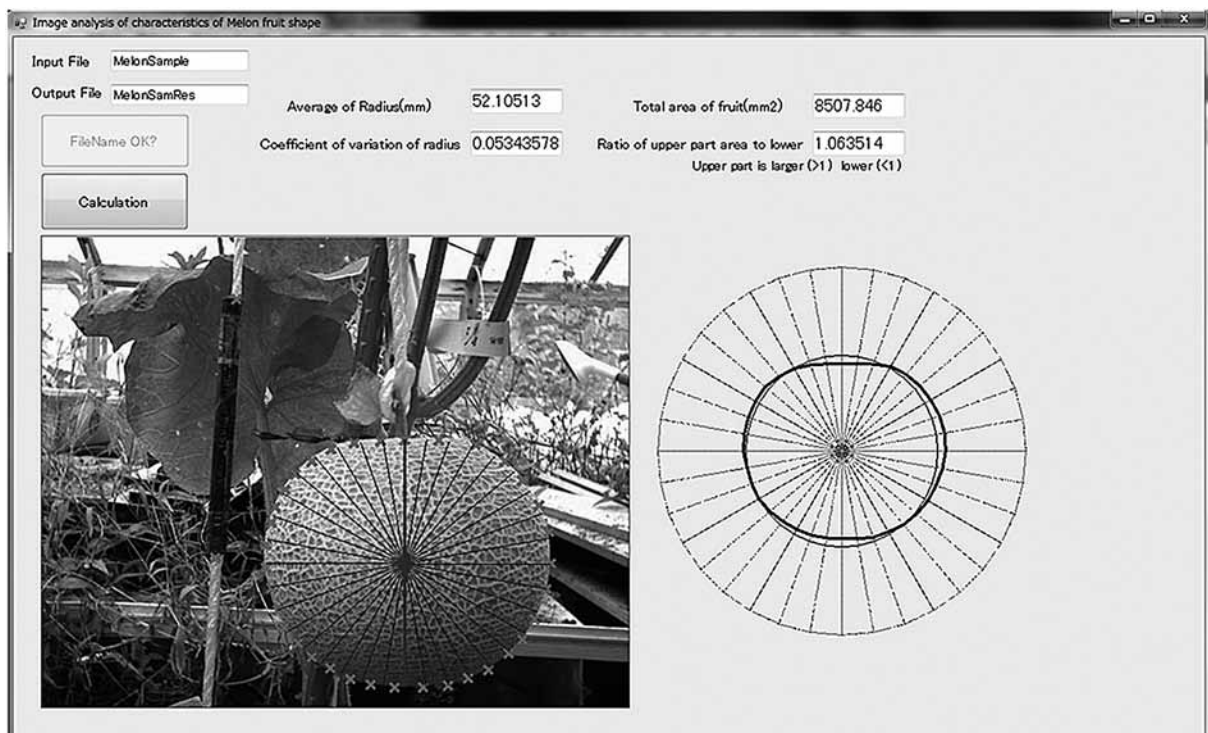 Image analysis of characteristics of Melon fruit shape
Input File MelonSample
Output File MelonSamRes
Average of Radius(mm) 52.10513
Total area of fruit(mm2) 8507.846
FileName OK?
Coefficient of variation of radius 0.05343578
Ratio of upper part area to lower 1.063514
Upper part is larger (>1) lower (<1)
Calculation